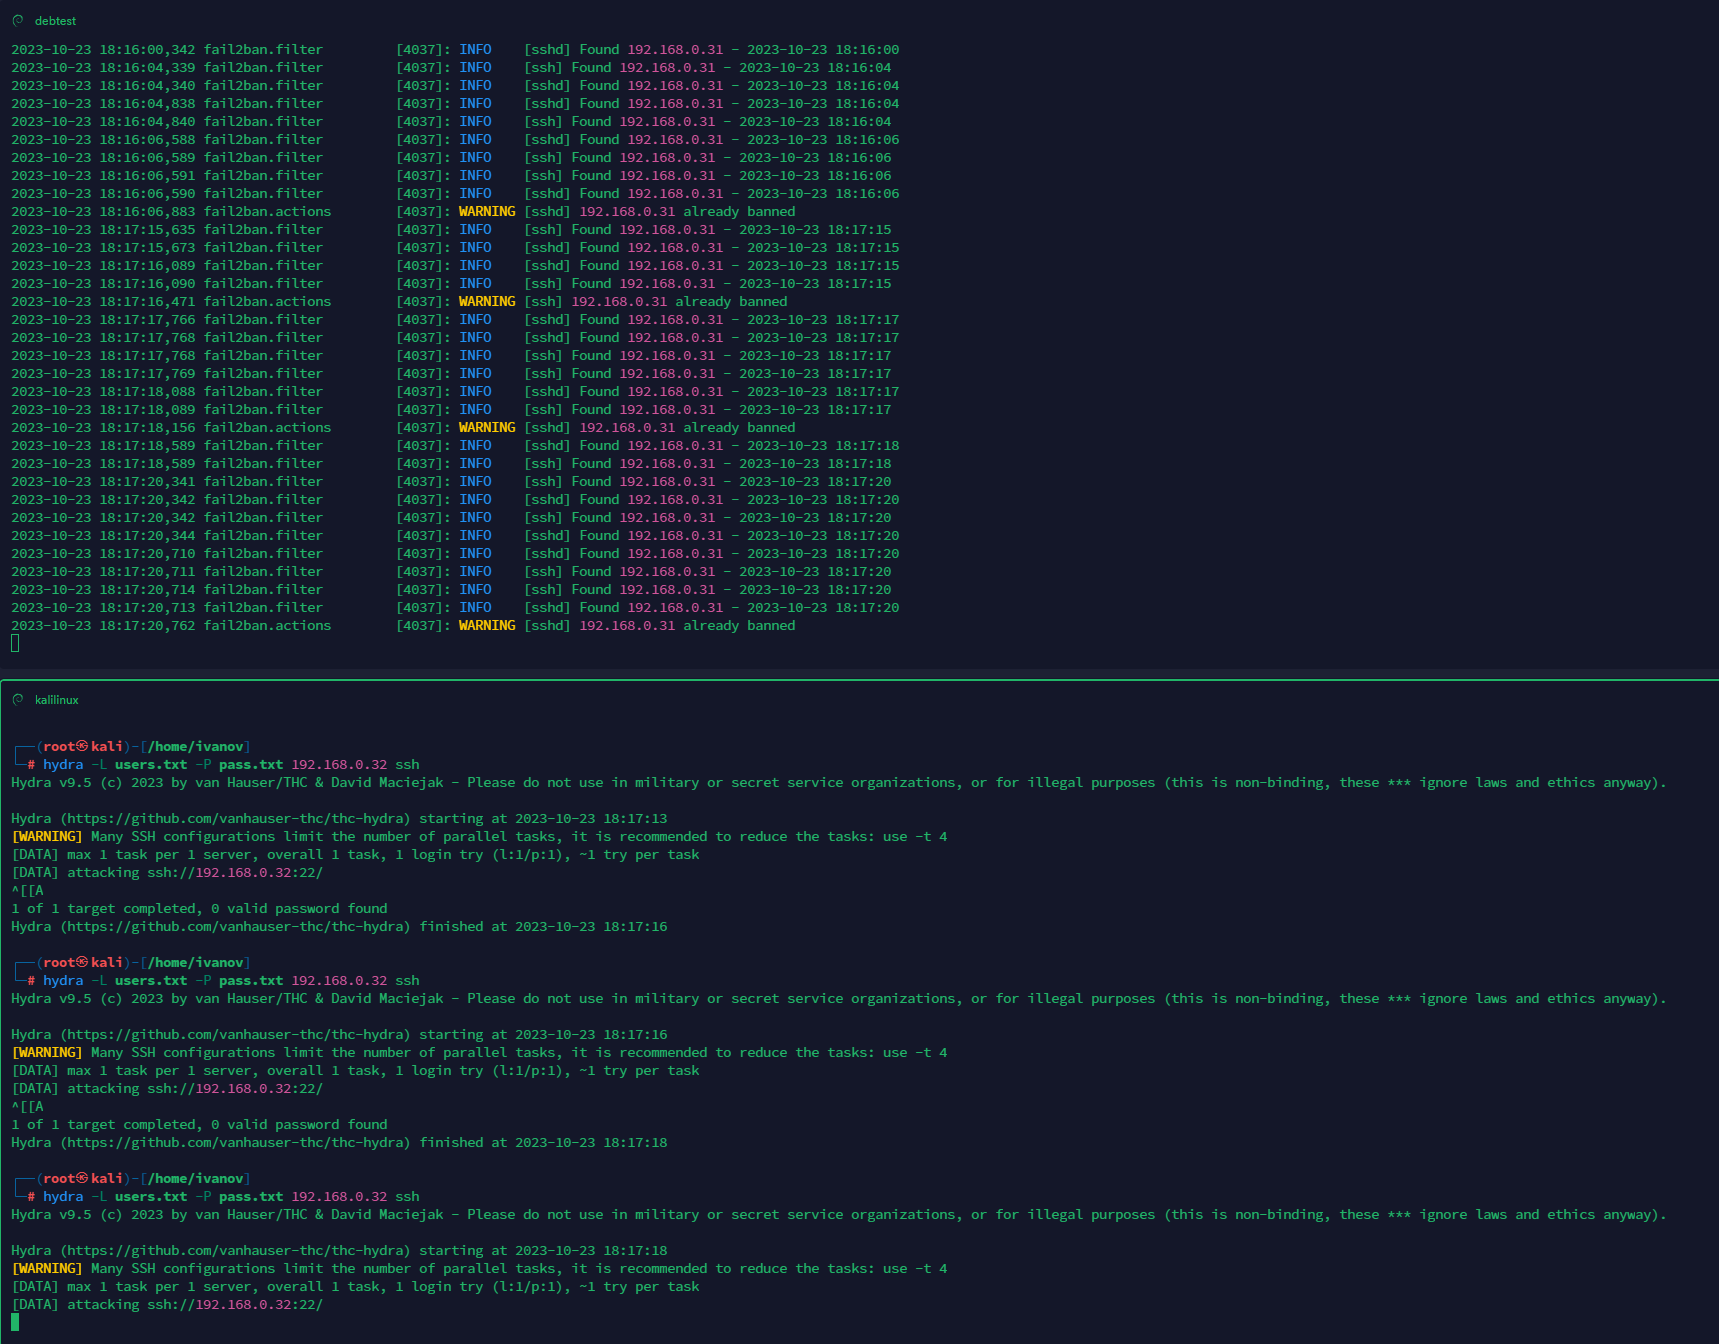 debtest
2023-10-23 18:16:00,342 fail2ban.filter         [4037]: INFO    [sshd] Found 192.168.0.31 - 2023-10-23 18:16:00
2023-10-23 18:16:04,339 fail2ban.filter         [4037]: INFO    [ssh] Found 192.168.0.31 - 2023-10-23 18:16:04
2023-10-23 18:16:04,340 fail2ban.filter         [4037]: INFO    [sshd] Found 192.168.0.31 - 2023-10-23 18:16:04
2023-10-23 18:16:04,838 fail2ban.filter         [4037]: INFO    [sshd] Found 192.168.0.31 - 2023-10-23 18:16:04
2023-10-23 18:16:04,840 fail2ban.filter         [4037]: INFO    [ssh] Found 192.168.0.31 - 2023-10-23 18:16:04
2023-10-23 18:16:06,588 fail2ban.filter         [4037]: INFO    [sshd] Found 192.168.0.31 - 2023-10-23 18:16:06
2023-10-23 18:16:06,589 fail2ban.filter         [4037]: INFO    [ssh] Found 192.168.0.31 - 2023-10-23 18:16:06
2023-10-23 18:16:06,591 fail2ban.filter         [4037]: INFO    [ssh] Found 192.168.0.31 - 2023-10-23 18:16:06
2023-10-23 18:16:06,590 fail2ban.filter         [4037]: INFO    [sshd] Found 192.168.0.31 - 2023-10-23 18:16:06
2023-10-23 18:16:06,883 fail2ban.actions        [4037]: WARNING [sshd] 192.168.0.31 already banned
2023-10-23 18:17:15,635 fail2ban.filter         [4037]: INFO    [ssh] Found 192.168.0.31 - 2023-10-23 18:17:15
2023-10-23 18:17:15,673 fail2ban.filter         [4037]: INFO    [sshd] Found 192.168.0.31 - 2023-10-23 18:17:15
2023-10-23 18:17:16,089 fail2ban.filter         [4037]: INFO    [sshd] Found 192.168.0.31 - 2023-10-23 18:17:15
2023-10-23 18:17:16,090 fail2ban.filter         [4037]: INFO    [ssh] Found 192.168.0.31 - 2023-10-23 18:17:15
2023-10-23 18:17:16,471 fail2ban.actions        [4037]: WARNING [ssh] 192.168.0.31 already banned
2023-10-23 18:17:17,766 fail2ban.filter         [4037]: INFO    [sshd] Found 192.168.0.31 - 2023-10-23 18:17:17
2023-10-23 18:17:17,768 fail2ban.filter         [4037]: INFO    [sshd] Found 192.168.0.31 - 2023-10-23 18:17:17
2023-10-23 18:17:17,768 fail2ban.filter         [4037]: INFO    [ssh] Found 192.168.0.31 - 2023-10-23 18:17:17
2023-10-23 18:17:17,769 fail2ban.filter         [4037]: INFO    [ssh] Found 192.168.0.31 - 2023-10-23 18:17:17
2023-10-23 18:17:18,088 fail2ban.filter         [4037]: INFO    [sshd] Found 192.168.0.31 - 2023-10-23 18:17:17
2023-10-23 18:17:18,089 fail2ban.filter         [4037]: INFO    [ssh] Found 192.168.0.31 - 2023-10-23 18:17:17
2023-10-23 18:17:18,156 fail2ban.actions        [4037]: WARNING [sshd] 192.168.0.31 already banned
2023-10-23 18:17:18,589 fail2ban.filter         [4037]: INFO    [sshd] Found 192.168.0.31 - 2023-10-23 18:17:18
2023-10-23 18:17:18,589 fail2ban.filter         [4037]: INFO    [ssh] Found 192.168.0.31 - 2023-10-23 18:17:18
2023-10-23 18:17:20,341 fail2ban.filter         [4037]: INFO    [ssh] Found 192.168.0.31 - 2023-10-23 18:17:20
2023-10-23 18:17:20,342 fail2ban.filter         [4037]: INFO    [sshd] Found 192.168.0.31 - 2023-10-23 18:17:20
2023-10-23 18:17:20,342 fail2ban.filter         [4037]: INFO    [ssh] Found 192.168.0.31 - 2023-10-23 18:17:20
2023-10-23 18:17:20,344 fail2ban.filter         [4037]: INFO    [sshd] Found 192.168.0.31 - 2023-10-23 18:17:20
2023-10-23 18:17:20,710 fail2ban.filter         [4037]: INFO    [sshd] Found 192.168.0.31 - 2023-10-23 18:17:20
2023-10-23 18:17:20,711 fail2ban.filter         [4037]: INFO    [ssh] Found 192.168.0.31 - 2023-10-23 18:17:20
2023-10-23 18:17:20,714 fail2ban.filter         [4037]: INFO    [ssh] Found 192.168.0.31 - 2023-10-23 18:17:20
2023-10-23 18:17:20,713 fail2ban.filter         [4037]: INFO    [sshd] Found 192.168.0.31 - 2023-10-23 18:17:20
2023-10-23 18:17:20,762 fail2ban.actions        [4037]: WARNING [sshd] 192.168.0.31 already banned
kalilinux
┌──(root㉿kali)-[/home/ivanov]
└─# hydra -L users.txt -P pass.txt 192.168.0.32 ssh
Hydra v9.5 (c) 2023 by van Hauser/THC & David Maciejak - Please do not use in military or secret service organizations, or for illegal purposes (this is non-binding, these *** ignore laws and ethics anyway).
Hydra (https://github.com/vanhauser-thc/thc-hydra) starting at 2023-10-23 18:17:13
[WARNING] Many SSH configurations limit the number of parallel tasks, it is recommended to reduce the tasks: use -t 4
[DATA] max 1 task per 1 server, overall 1 task, 1 login try (l:1/p:1), ~1 try per task
[DATA] attacking ssh://192.168.0.32:22/
^[[A
1 of 1 target completed, 0 valid password found
Hydra (https://github.com/vanhauser-thc/thc-hydra) finished at 2023-10-23 18:17:16
┌──(root㉿kali)-[/home/ivanov]
└─# hydra -L users.txt -P pass.txt 192.168.0.32 ssh
Hydra v9.5 (c) 2023 by van Hauser/THC & David Maciejak - Please do not use in military or secret service organizations, or for illegal purposes (this is non-binding, these *** ignore laws and ethics anyway).
Hydra (https://github.com/vanhauser-thc/thc-hydra) starting at 2023-10-23 18:17:16
[WARNING] Many SSH configurations limit the number of parallel tasks, it is recommended to reduce the tasks: use -t 4
[DATA] max 1 task per 1 server, overall 1 task, 1 login try (l:1/p:1), ~1 try per task
[DATA] attacking ssh://192.168.0.32:22/
^[[A
1 of 1 target completed, 0 valid password found
Hydra (https://github.com/vanhauser-thc/thc-hydra) finished at 2023-10-23 18:17:18
┌──(root㉿kali)-[/home/ivanov]
└─# hydra -L users.txt -P pass.txt 192.168.0.32 ssh
Hydra v9.5 (c) 2023 by van Hauser/THC & David Maciejak - Please do not use in military or secret service organizations, or for illegal purposes (this is non-binding, these *** ignore laws and ethics anyway).
Hydra (https://github.com/vanhauser-thc/thc-hydra) starting at 2023-10-23 18:17:18
[WARNING] Many SSH configurations limit the number of parallel tasks, it is recommended to reduce the tasks: use -t 4
[DATA] max 1 task per 1 server, overall 1 task, 1 login try (l:1/p:1), ~1 try per task
[DATA] attacking ssh://192.168.0.32:22/